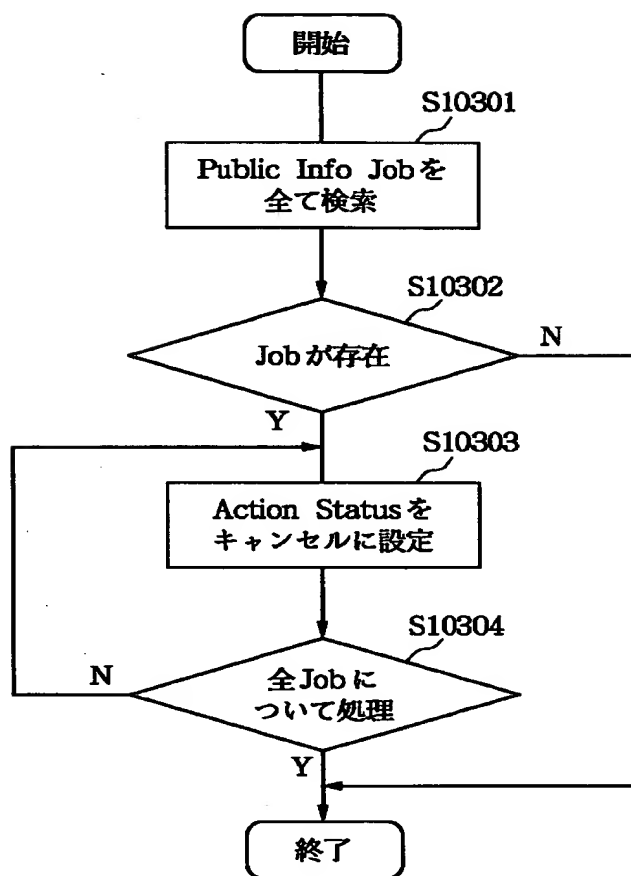 開始
S10301
Public Info Jobを
全て検索
S10302
Jobが存在
N
Y
S10303
Action Statusを
キャンセルに設定
S10304
N
全Jobに
ついて処理
Y
終了